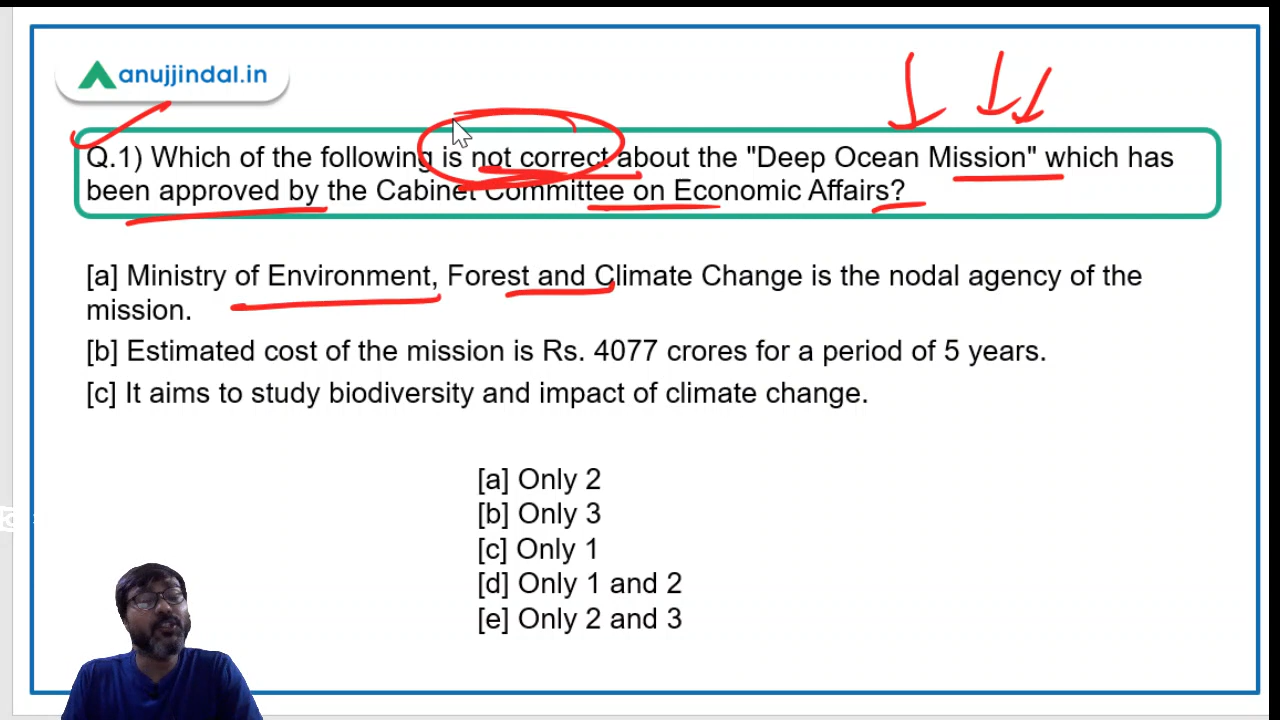 anujjindal.in
Q.1) Which of the following is not correct about the "Deep Ocean Mission" which has
been approved by the Cabinet Committee on Economic Affairs?
[a] Ministry of Environment, Forest and Climate Change is the nodal agency of the
mission.
[b] Estimated cost of the mission is Rs. 4077 crores for a period of 5 years.
[c] It aims to study biodiversity and impact of climate change.
[a] Only 2
[b] Only 3
[c] Only 1
[d] Only 1 and 2
[e] Only 2 and 3